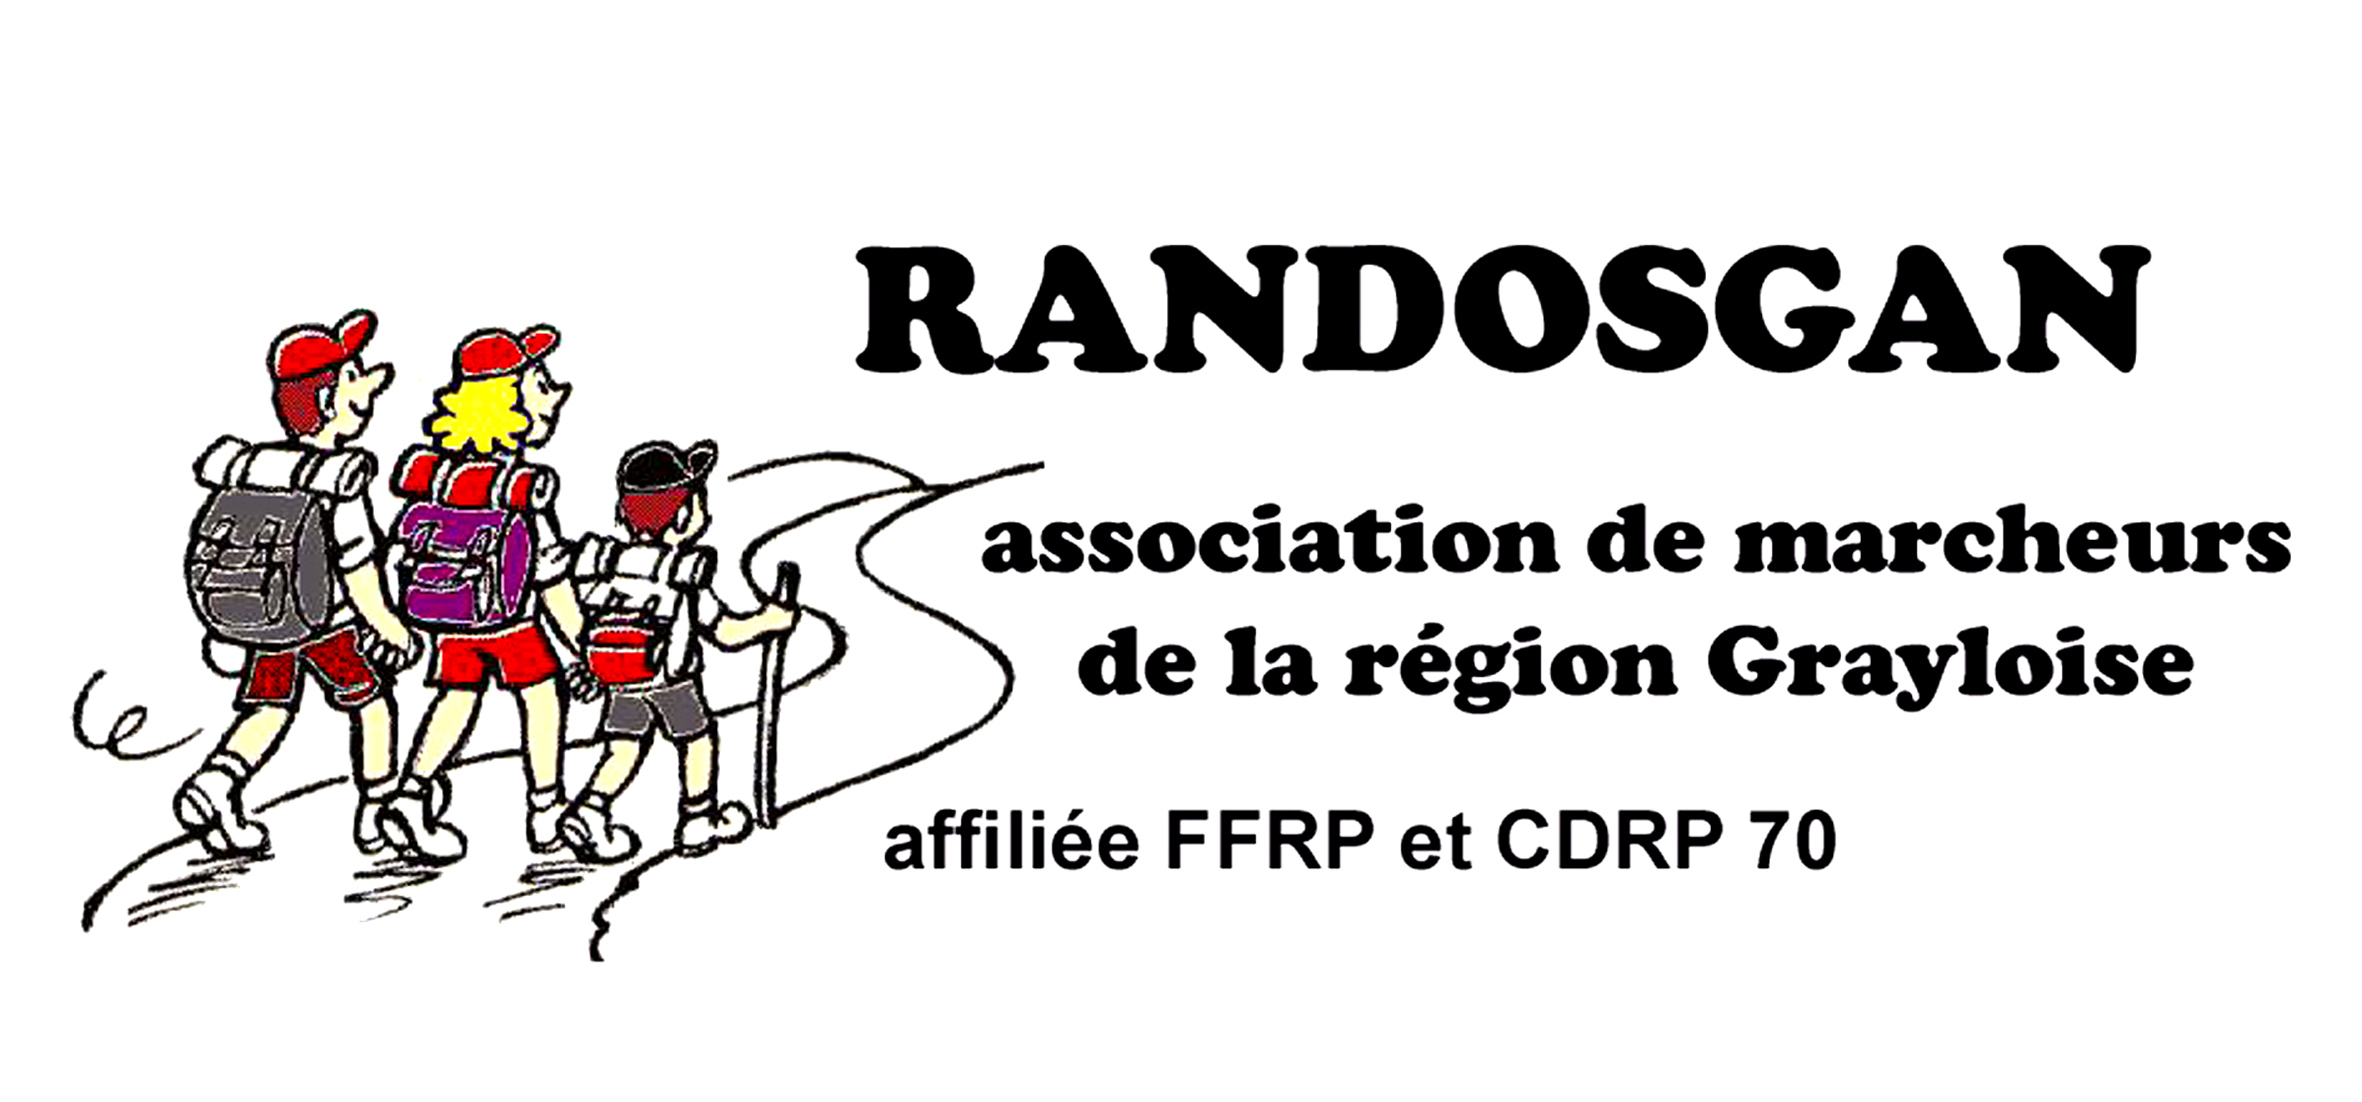 RANDOSGAN
association de marcheurs
de la région Grayloise
affiliée FFRP et CDRP 70